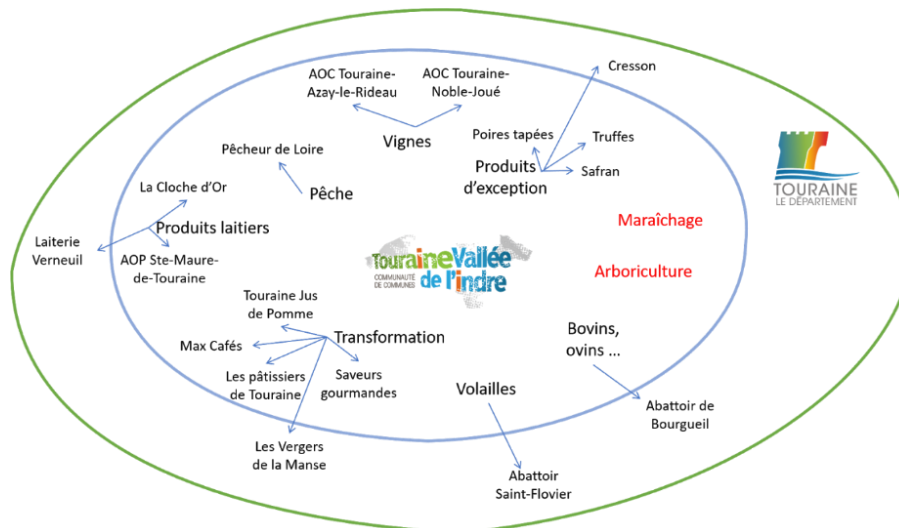 Cresson
AOC Touraine-
Azay-le-Rideau
AOC Touraine-
Noble-Joué
Vignes
Poires tapées
Truffes
Produits
d'exception
Safran
Pêcheur de Loire
Pêche
La Cloche d'Or
Produits laitiers
Laiterie
Verneuil
AOP Ste-Maure-
de-Touraine
TOURAINE
LE DÉPARTEMENT
Maraîchage
Arboriculture
TouraineVallée
COMMUNAUTÉ
DE COMMUNES
de l'indre
Touraine Jus
de Pomme
Transformation
Max Cafés
Les pâtissiers
de Touraine
Saveurs
gourmandes
Les Vergers
de la Manse
Bovins,
ovins ...
Volailles
Abattoir de
Bourgueil
Abattoir
Saint-Flovier